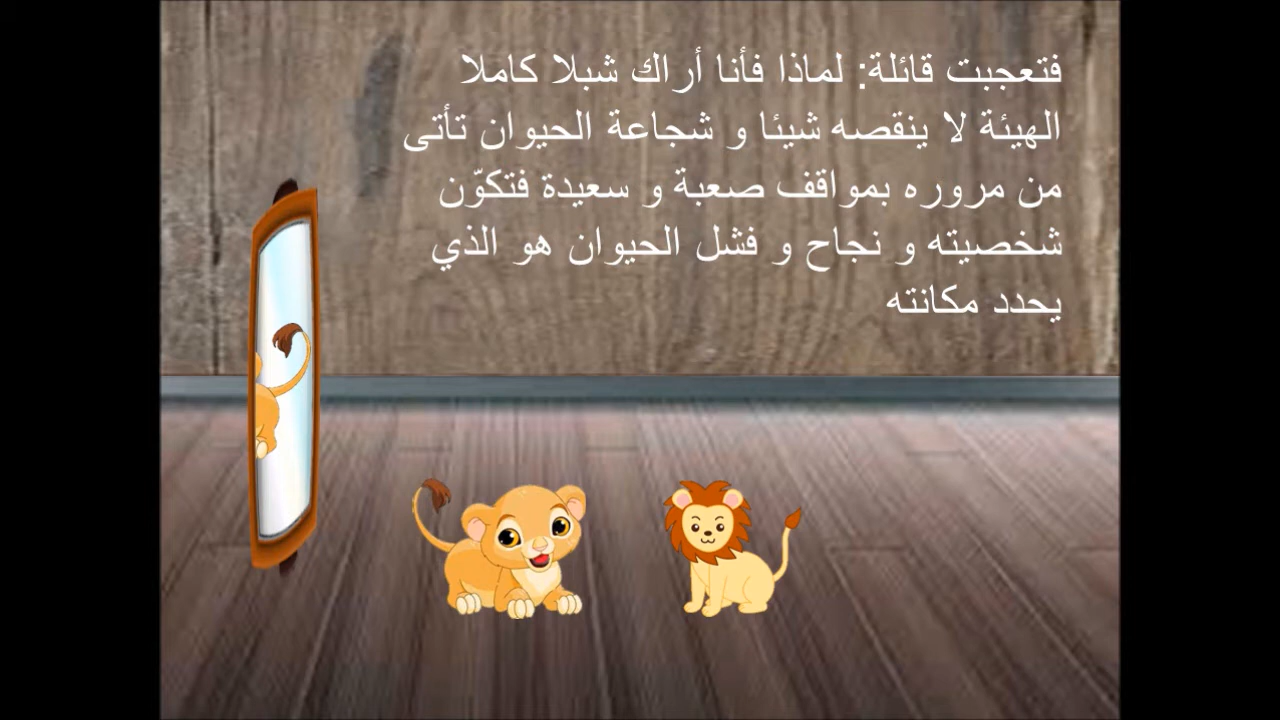 فتعجبت قائلة: لماذا فأنا أراك شبلا كاملا
الهيئة لا ينقصه شيئا و شجاعة الحيوان تأتى
من مروره بمواقف صعبة و سعيدة فتكوّن
شخصيته و نجاح و فشل الحيوان هو الذي
يحدد مكانته